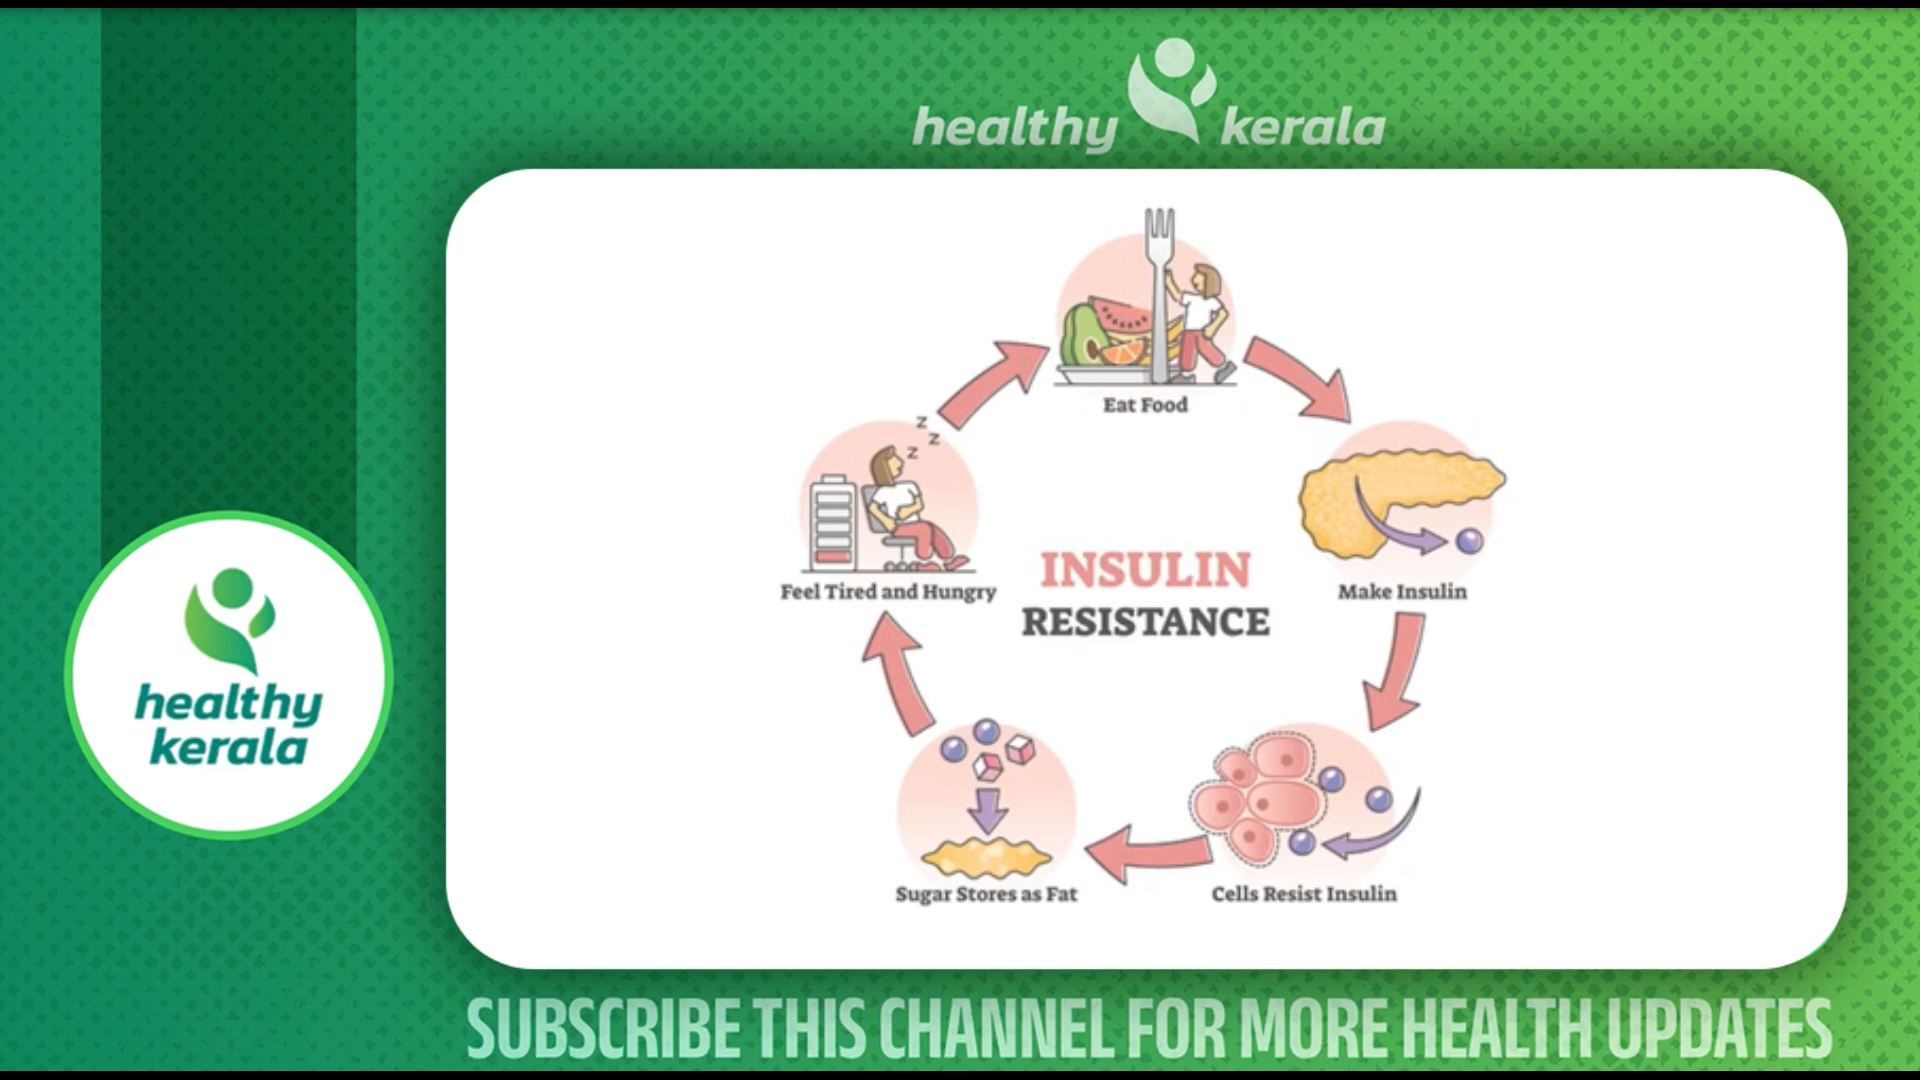 healthy kerala
Eat Food
z
z
z
Feel Tired and Hungry
Make Insulin
INSULIN
RESISTANCE
healthy
kerala
Sugar Stores as Fat
Cells Resist Insulin
SUBSCRIBE THIS CHANNEL FOR MORE HEALTH UPDATES